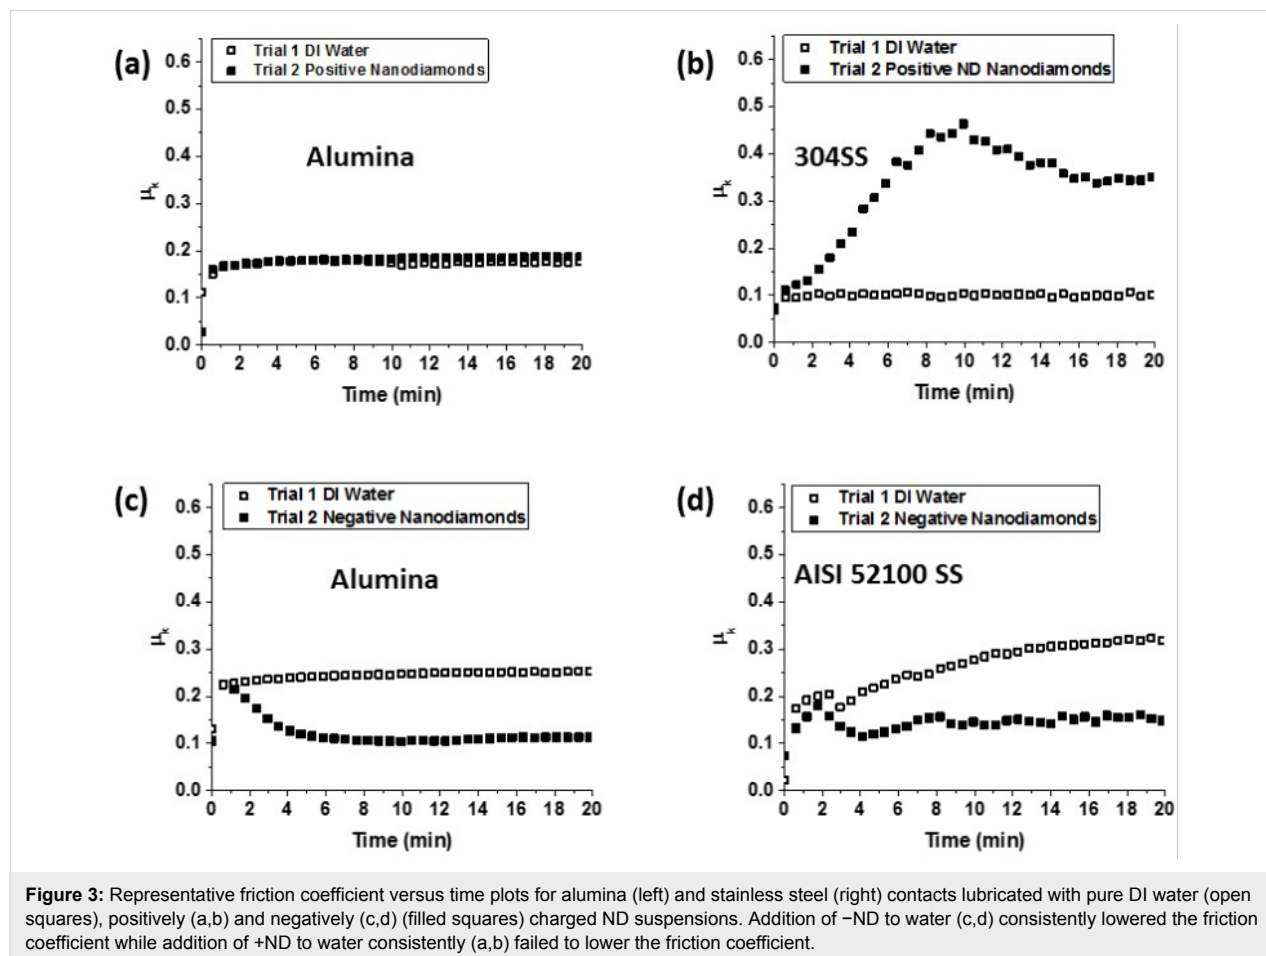 (a)
Trial 1 DI Water
Trial 2 Positive Nanodiamonds
Alumina
0.6
0.5
0.4
0.3
0.2
0.1
0.0
μk
0 2 4 6 8 10 12 14 16 18 20
Time (min)
(b)
Trial 1 DI Water
Trial 2 Positive ND Nanodiamonds
304SS
0.6
0.5
0.4
0.3
0.2
0.1
0.0
μk
0 2 4 6 8 10 12 14 16 18 20
Time (min)
(c)
Trial 1 DI Water
Trial 2 Negative Nanodiamonds
Alumina
0.6
0.5
0.4
0.3
0.2
0.1
0.0
μk
0 2 4 6 8 10 12 14 16 18 20
Time (min)
(d)
Trial 1 DI Water
Trial 2 Negative Nanodiamonds
AISI 52100 SS
0.6
0.5
0.4
0.3
0.2
0.1
0.0
μk
0 2 4 6 8 10 12 14 16 18 20
Time (min)
Figure 3: Representative friction coefficient versus time plots for alumina (left) and stainless steel (right) contacts lubricated with pure DI water (open
squares), positively (a,b) and negatively (c,d) (filled squares) charged ND suspensions. Addition of −ND to water (c,d) consistently lowered the friction
coefficient while addition of +ND to water consistently (a,b) failed to lower the friction coefficient.